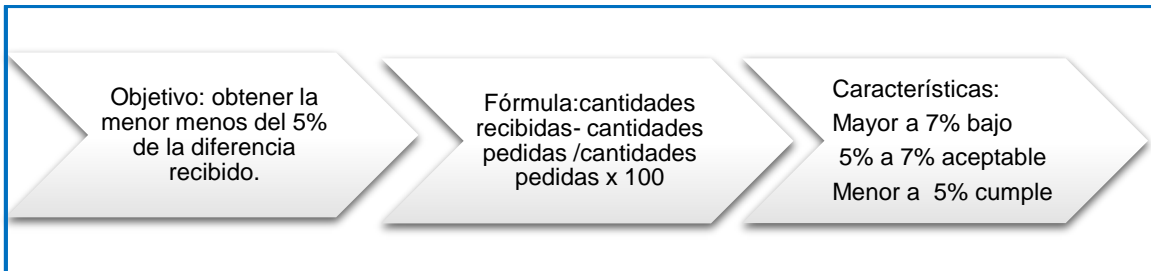 Objetivo: obtener la
menor menos del 5%
de la diferencia
recibido.
Fórmula:cantidades
recibidas- cantidades
pedidas /cantidades
pedidas x 100
Características:
Mayor a 7% bajo
5% a 7% aceptable
Menor a 5% cumple